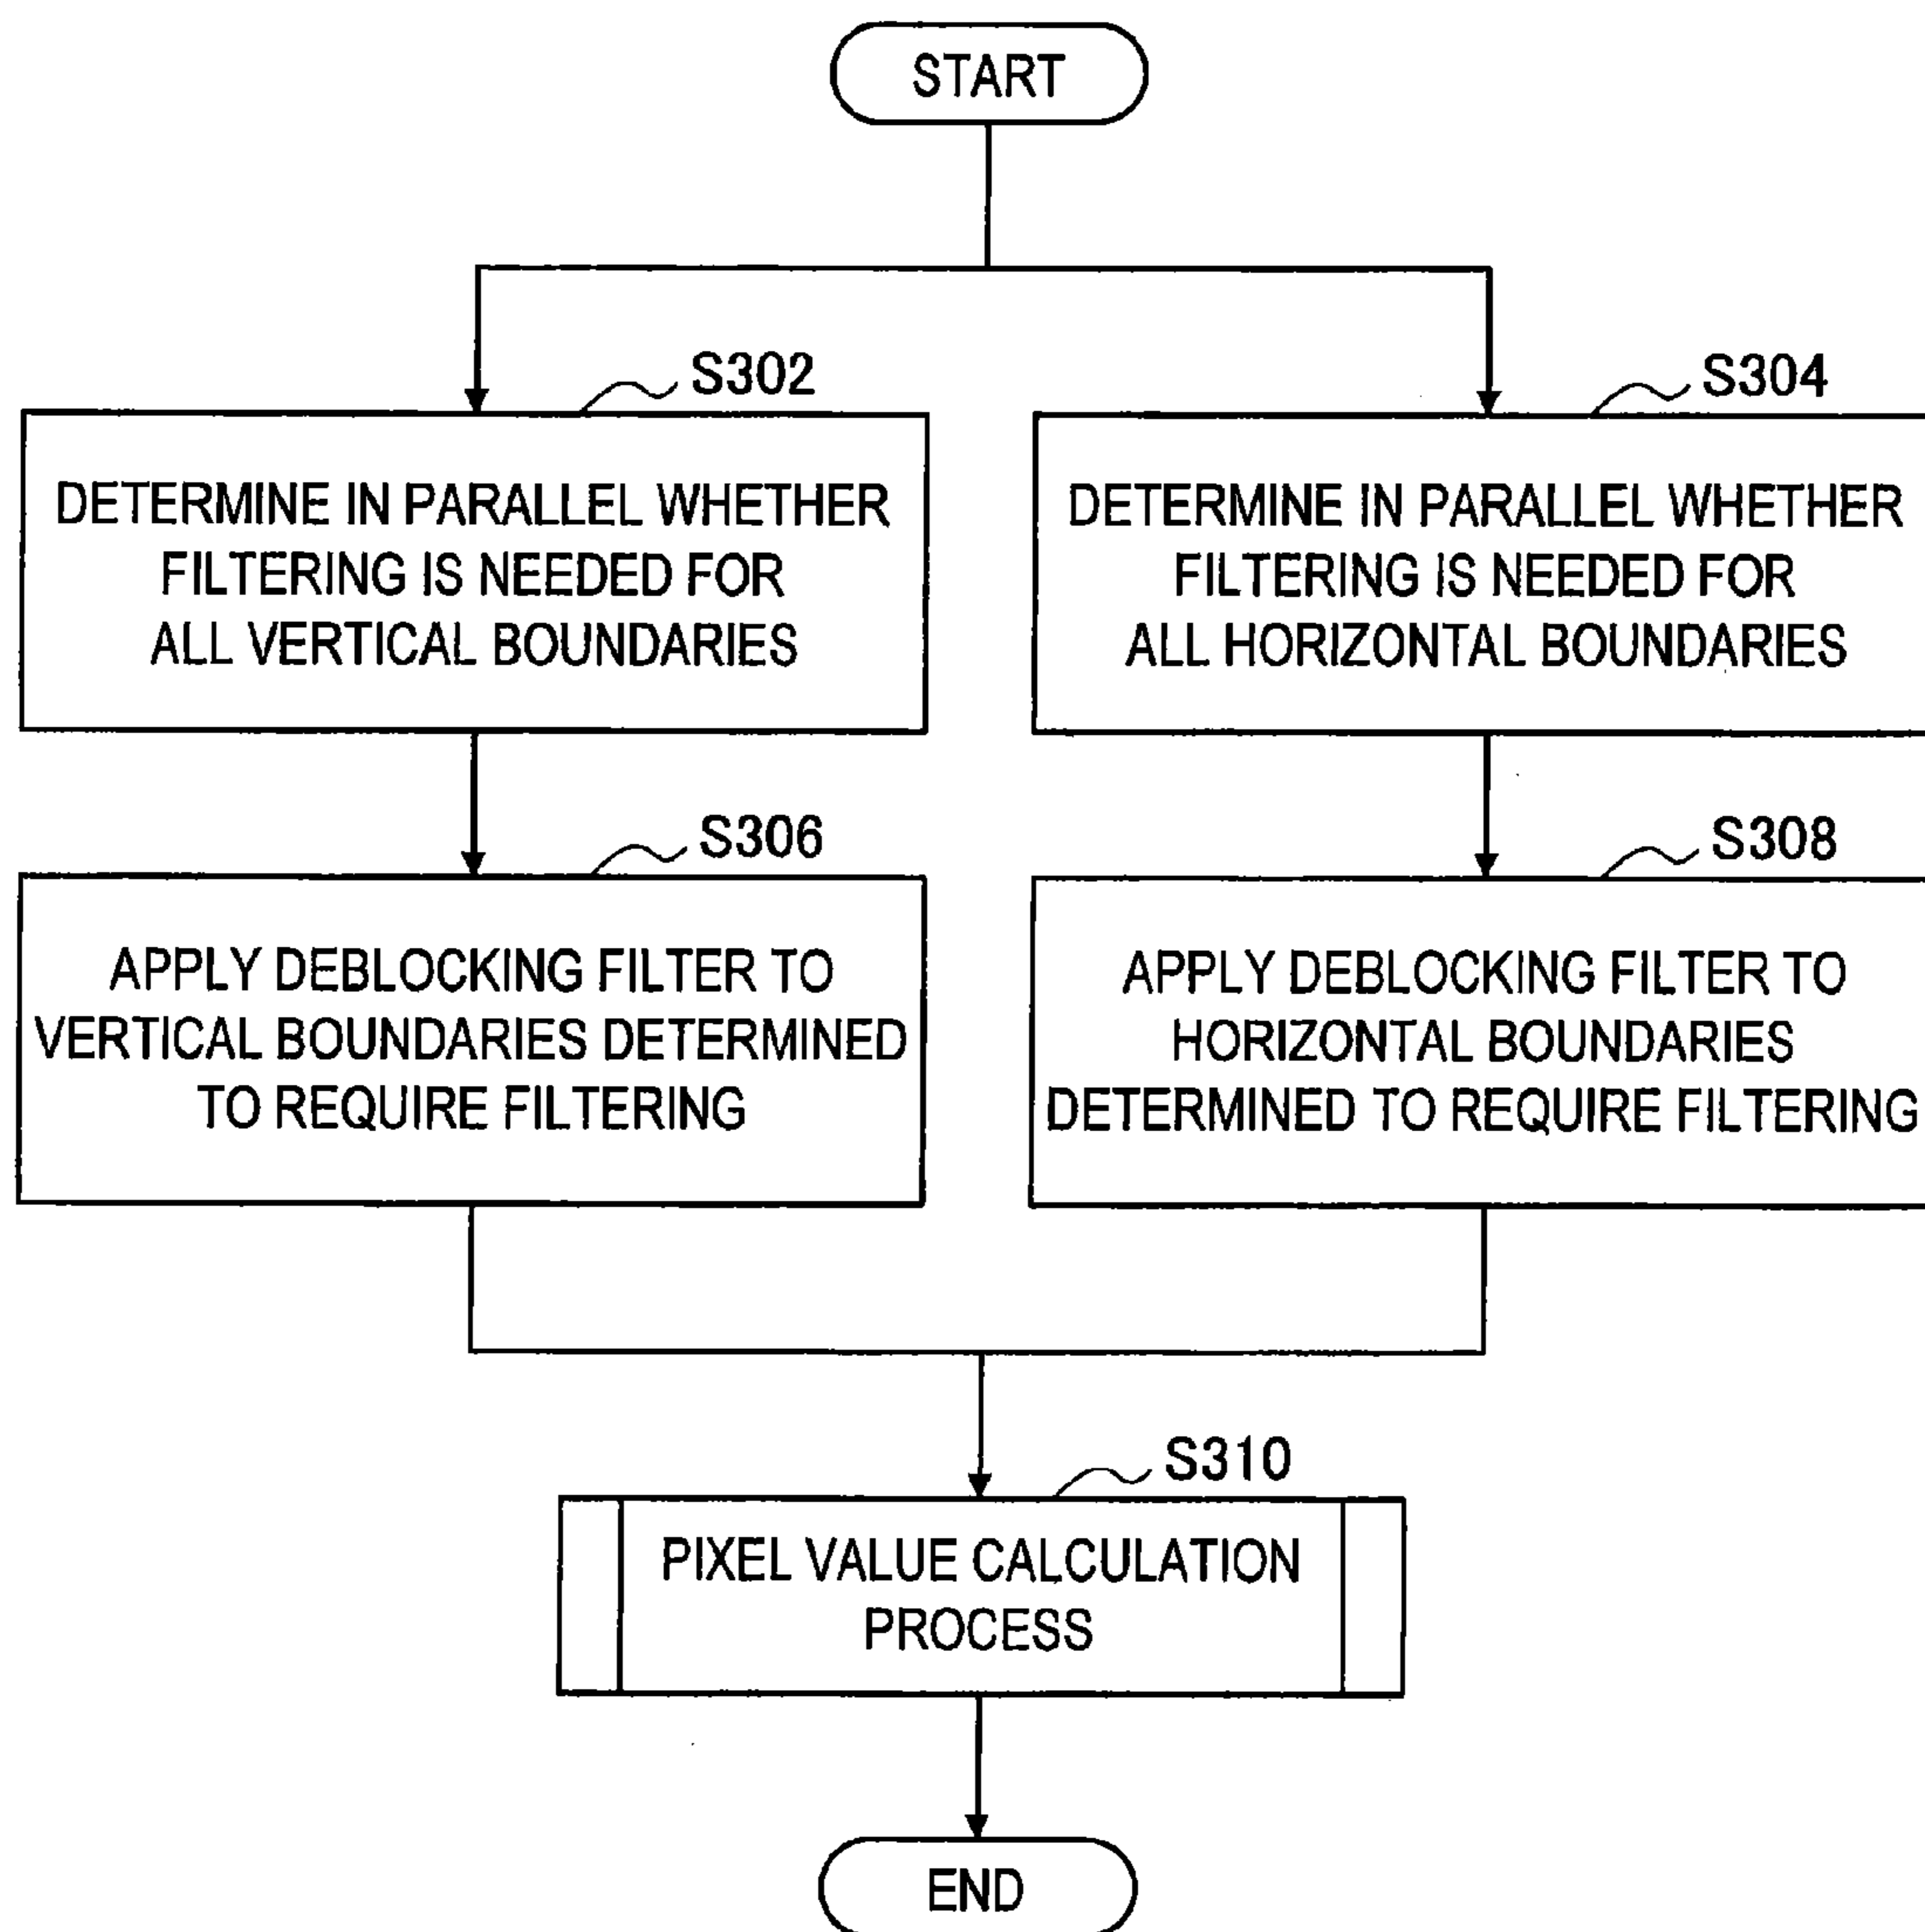 START
S302
DETERMINE IN PARALLEL WHETHER
FILTERING IS NEEDED FOR
ALL VERTICAL BOUNDARIES
S304
DETERMINE IN PARALLEL WHETHER
FILTERING IS NEEDED FOR
ALL HORIZONTAL BOUNDARIES
S306
APPLY DEBLOCKING FILTER TO
VERTICAL BOUNDARIES DETERMINED
TO REQUIRE FILTERING
S308
APPLY DEBLOCKING FILTER TO
HORIZONTAL BOUNDARIES
DETERMINED TO REQUIRE FILTERING
S310
PIXEL VALUE CALCULATION
PROCESS
END